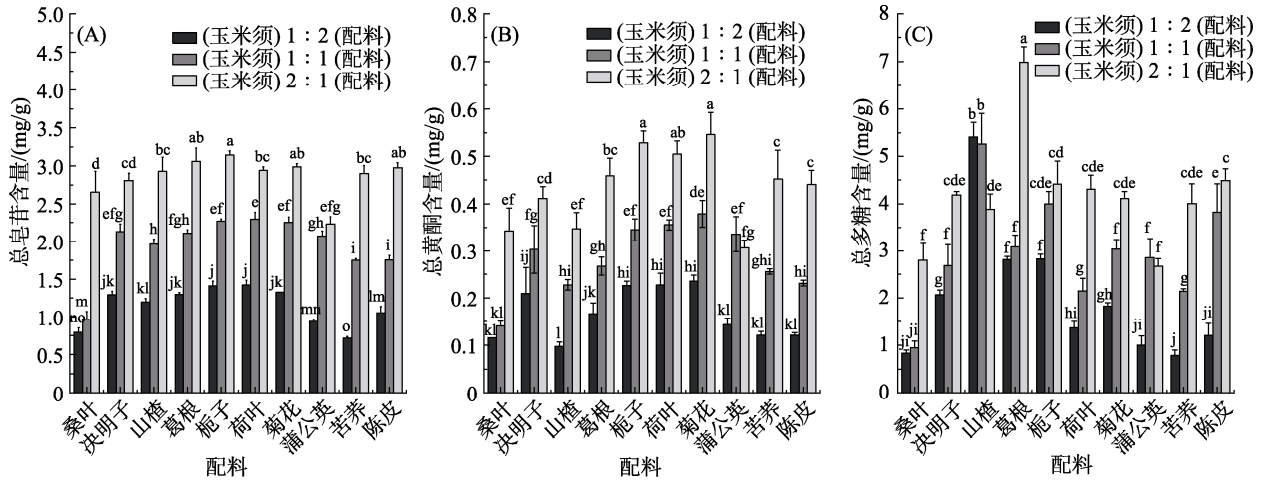 (A)
(玉米须) 1：2 (配料)
(玉米须) 1：1 (配料)
(玉米须) 2：1 (配料)
总皂苷含量/(mg/g)
5.0
4.5
4.0
3.5
3.0
2.5
2.0
1.5
1.0
0.5
0
no m d
jk efg cd
kl h bc
jk fgh ab
j ef a
j e bc
jk ef ab
mn gh efg
o i bc
lm i ab
桑叶
决明子
山楂
葛根
栀子
荷叶
菊花
蒲公英
苦荞
陈皮
配料
(B)
(玉米须) 1：2 (配料)
(玉米须) 1：1 (配料)
(玉米须) 2：1 (配料)
总黄酮含量/(mg/g)
0.8
0.7
0.6
0.5
0.4
0.3
0.2
0.1
0
kl kl ef
ij fg cd
l hi ef
jk gh bc
hi ef a
hi ef ab
hi de a
kl ef fg
kl ghi c
kl hi c
桑叶
决明子
山楂
葛根
栀子
荷叶
菊花
蒲公英
苦荞
陈皮
配料
(C)
(玉米须) 1：2 (配料)
(玉米须) 1：1 (配料)
(玉米须) 2：1 (配料)
总多糖含量/(mg/g)
8
7
6
5
4
3
2
1
0
ji ji f
g f cde
b b de
f f a
f cde c
hi g cde
gh f cde
ji f f
j g f
ji e c
桑叶
决明子
山楂
葛根
栀子
荷叶
菊花
蒲公英
苦荞
陈皮
配料